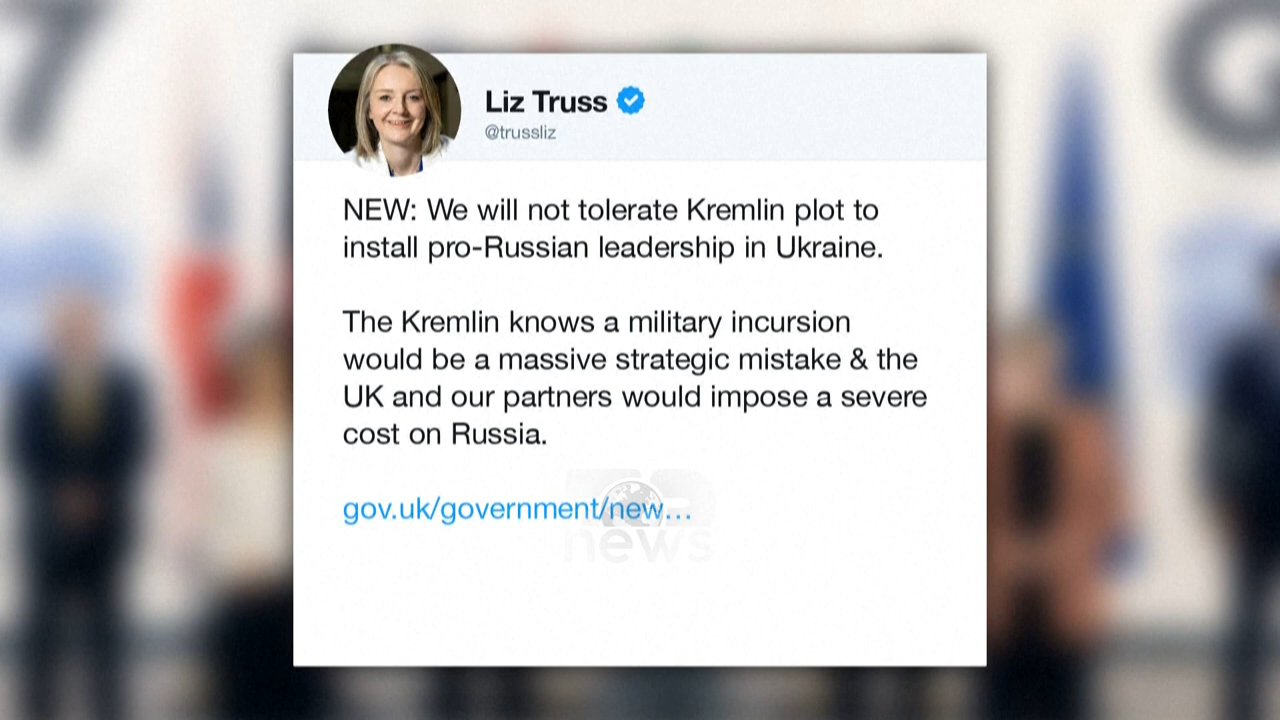 Liz Truss
@trussliz
NEW: We will not tolerate Kremlin plot to
install pro-Russian leadership in Ukraine.
The Kremlin knows a military incursion
would be a massive strategic mistake & the
UK and our partners would impose a severe
cost on Russia.
gov.uk/government/new...
news